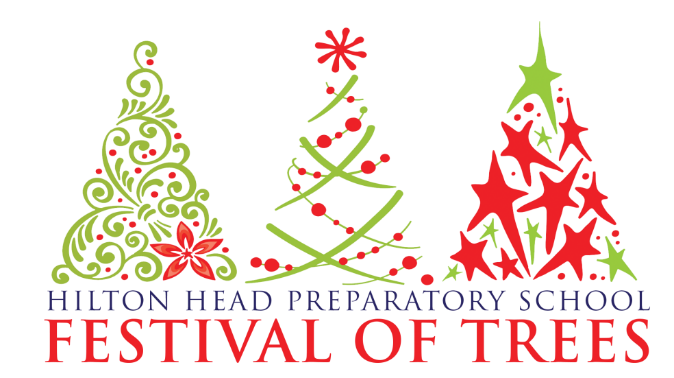 HILTON HEAD PREPARATORY SCHOOL
FESTIVAL OF TREES